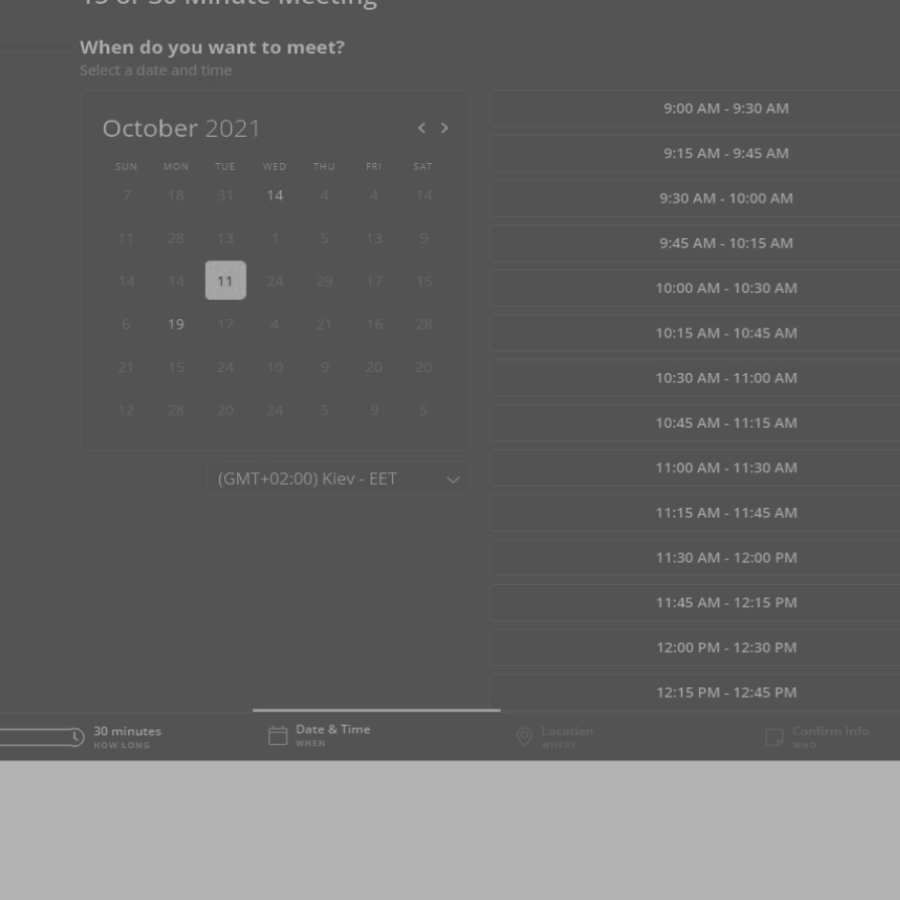 15 or 30 Minute Meeting
When do you want to meet?
Select a date and time
October 2021
SUN MON TUE WED THU FRI SAT
7 18 31 14 4 4 14
11 28 13 1 5 13 9
14 14 11 24 29 17 15
6 19 17 4 21 16 28
21 15 24 10 9 20 20
12 28 20 24 5 9 5
(GMT+02:00) Kiev - EET
9:00 AM - 9:30 AM
9:15 AM - 9:45 AM
9:30 AM - 10:00 AM
9:45 AM - 10:15 AM
10:00 AM - 10:30 AM
10:15 AM - 10:45 AM
10:30 AM - 11:00 AM
10:45 AM - 11:15 AM
11:00 AM - 11:30 AM
11:15 AM - 11:45 AM
11:30 AM - 12:00 PM
11:45 AM - 12:15 PM
12:00 PM - 12:30 PM
12:15 PM - 12:45 PM
30 minutes
HOW LONG
Date & Time
WHEN
Location
WHERE
Confirm Info
WHO